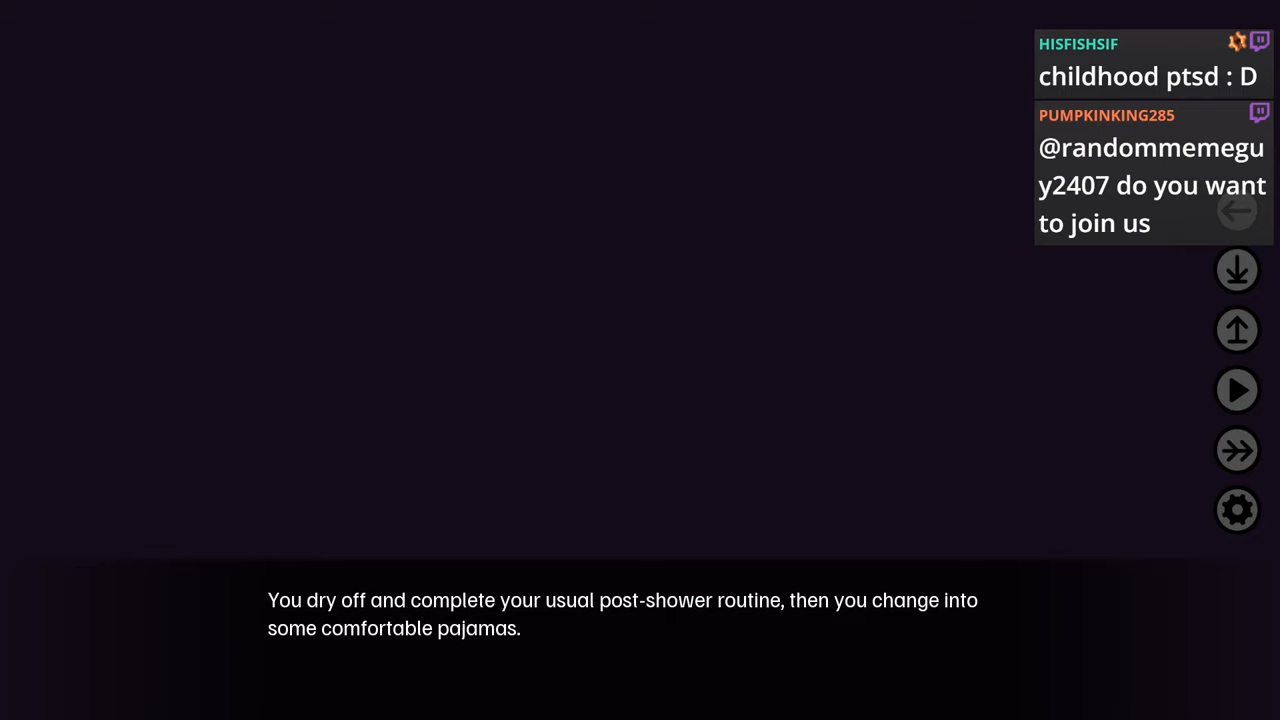 HISFISHSIF
childhood ptsd : D
PUMPKINKING285
@randommemegu
y2407 do you want
to join us
You dry off and complete your usual post-shower routine, then you change into
some comfortable pajamas.